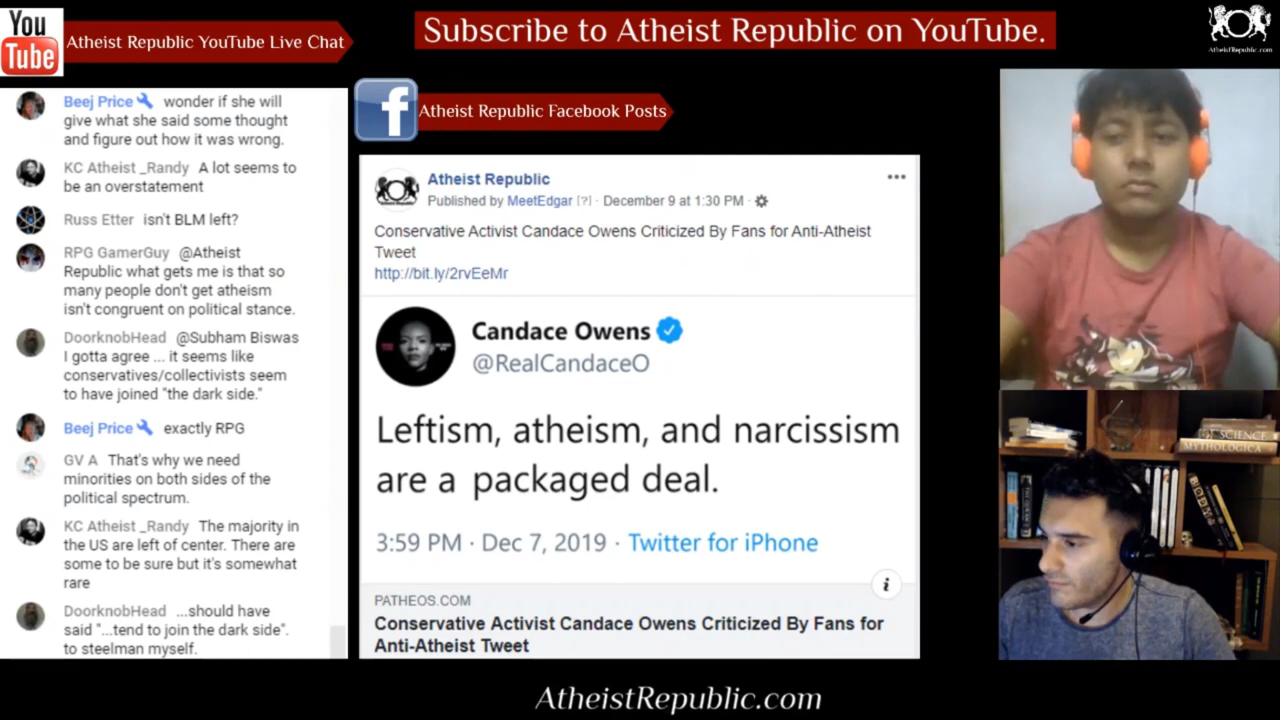 You
Tube
Atheist Republic YouTube Live Chat
Subscribe to Atheist Republic on YouTube.
AtheistRepublic.com
Beej Price wonder if she will
give what she said some thought
and figure out how it was wrong.
KC Atheist _Randy A lot seems to
be an overstatement
Russ Etter isn't BLM left?
RPG GamerGuy @Atheist
Republic what gets me is that so
many people don't get atheism
isn't congruent on political stance.
DoorknobHead @Subham Biswas
I gotta agree ... it seems like
conservatives/collectivists seem
to have joined "the dark side."
Beej Price exactly RPG
GV A That's why we need
minorities on both sides of the
political spectrum.
KC Atheist _Randy The majority in
the US are left of center. There are
some to be sure but it's somewhat
rare
DoorknobHead ...should have
said "...tend to join the dark side".
to steelman myself.
f
Atheist Republic Facebook Posts
Atheist Republic
Published by MeetEdgar [?] · December 9 at 1:30 PM ·
Conservative Activist Candace Owens Criticized By Fans for Anti-Atheist
Tweet
http://bit.ly/2rvEeMr
Candace Owens
@RealCandaceO
Leftism, atheism, and narcissism
are a packaged deal.
3:59 PM · Dec 7, 2019 · Twitter for iPhone
i
PATHEOS.COM
Conservative Activist Candace Owens Criticized By Fans for
Anti-Atheist Tweet
SCIENCE
MYTHOLOGICA
AtheistRepublic.com